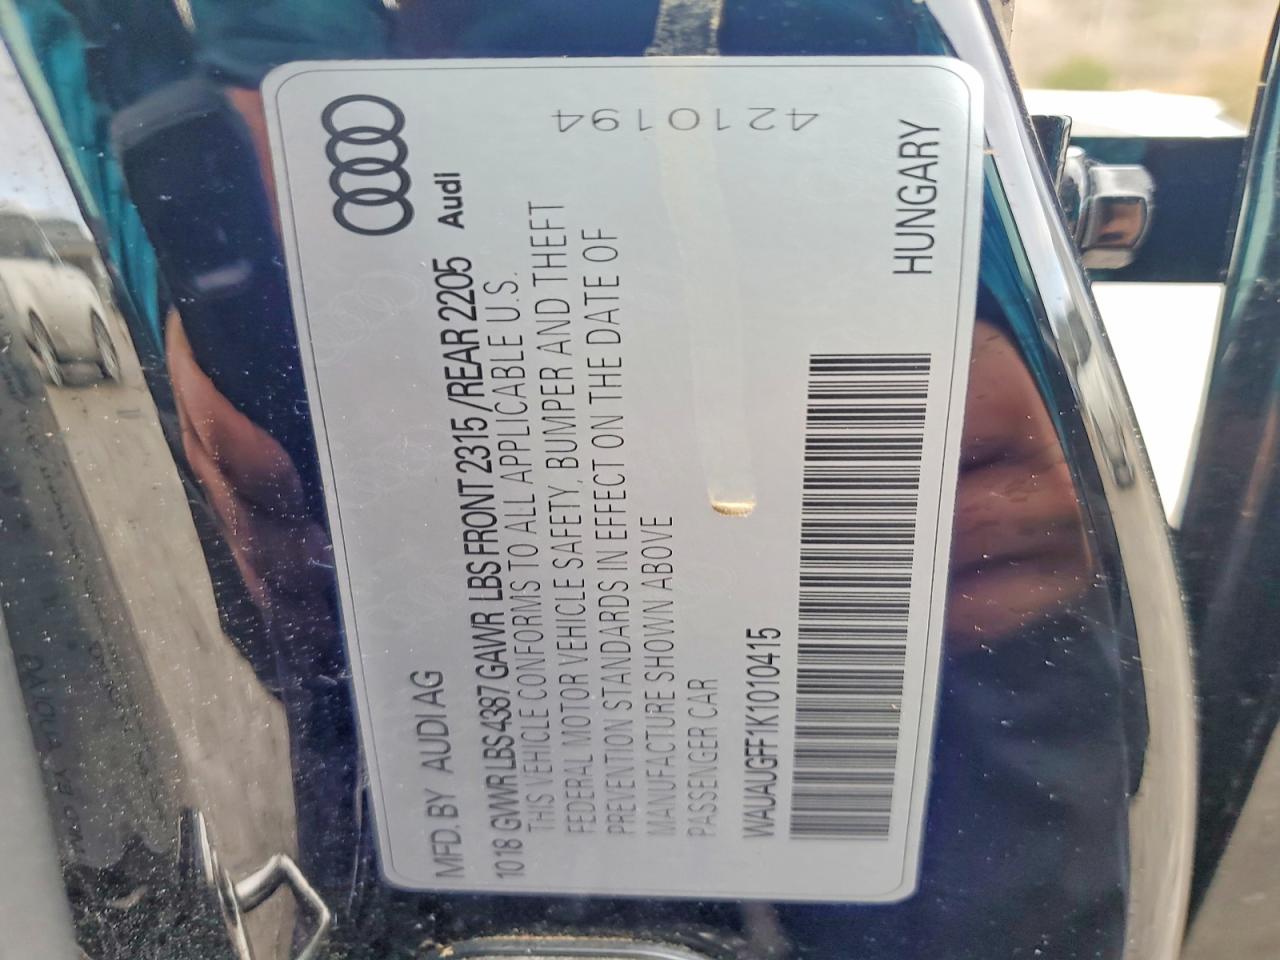 Audi
MFD. BY AUDI AG
1018 GVWR LBS 4387 GAWR LBS FRONT 2315 / REAR 2205
THIS VEHICLE CONFORMS TO ALL APPLICABLE U.S.
FEDERAL MOTOR VEHICLE SAFETY, BUMPER AND THEFT
PREVENTION STANDARDS IN EFFECT ON THE DATE OF
MANUFACTURE SHOWN ABOVE
PASSENGER CAR
WAUAUGFF1K1010415
HUNGARY
4210194